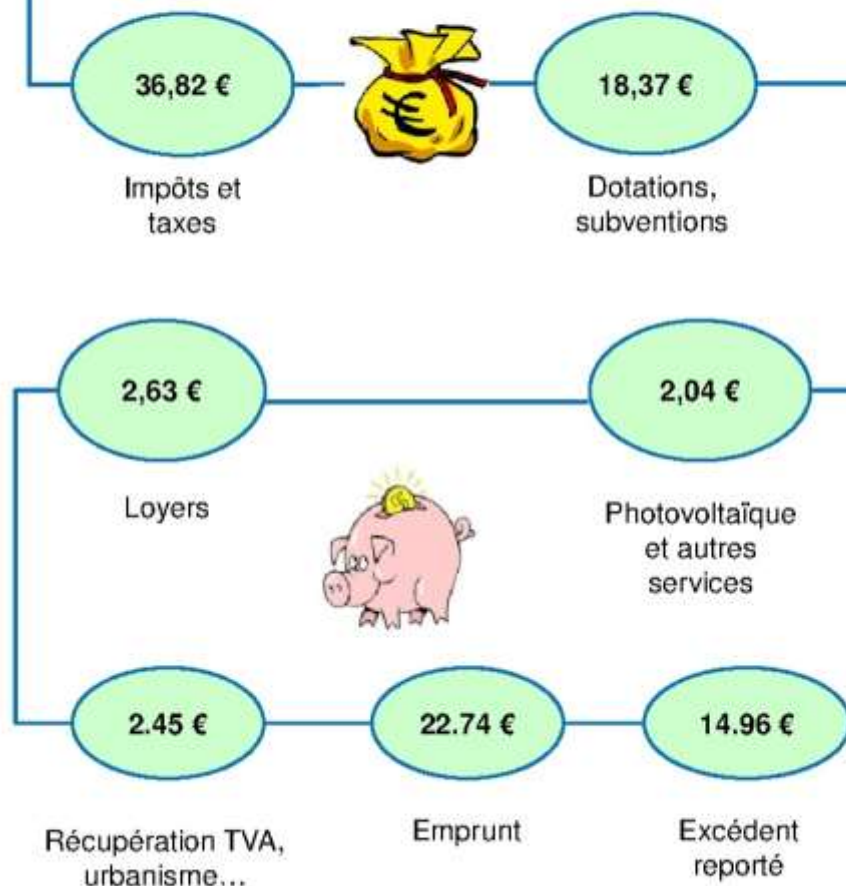 36,82 €
€
18,37 €
Impôts et
taxes
Dotations,
subventions
2,63 €
2,04 €
Loyers
Photovoltaïque
et autres
services
2.45 €
22.74 €
14.96 €
Récupération TVA,
urbanisme...
Emprunt
Excédent
reporté